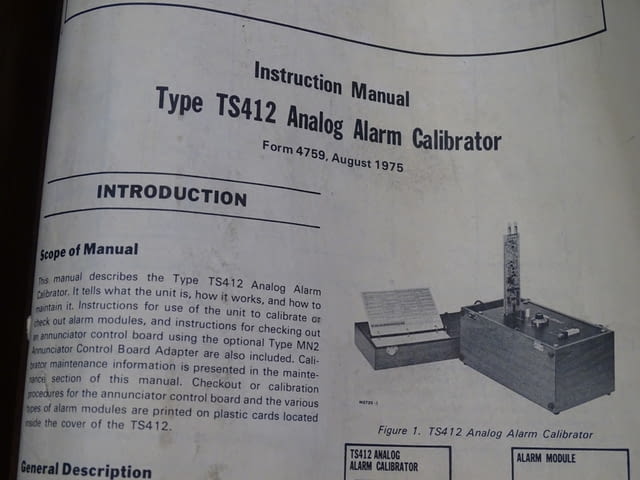 Instruction Manual
Type TS412 Analog Alarm Calibrator
Form 4759, August 1975
INTRODUCTION
Scope of Manual
This manual describes the Type TS412 Analog Alarm
Calibrator. It tells what the unit is, how it works, and how to
maintain it. Instructions for use of the unit to calibrate or
check out alarm modules, and instructions for checking out
an annunciator control board using the optional Type MN2
Annunciator Control Board Adapter are also included. Cali-
brator maintenance information is presented in the mainte-
nance section of this manual. Checkout or calibration
procedures for the annunciator control board and the various
types of alarm modules are printed on plastic cards located
inside the cover of the TS412.
General Description
Figure 1. TS412 Analog Alarm Calibrator
TS412 ANALOG
ALARM CALIBRATOR
ALARM MODULE